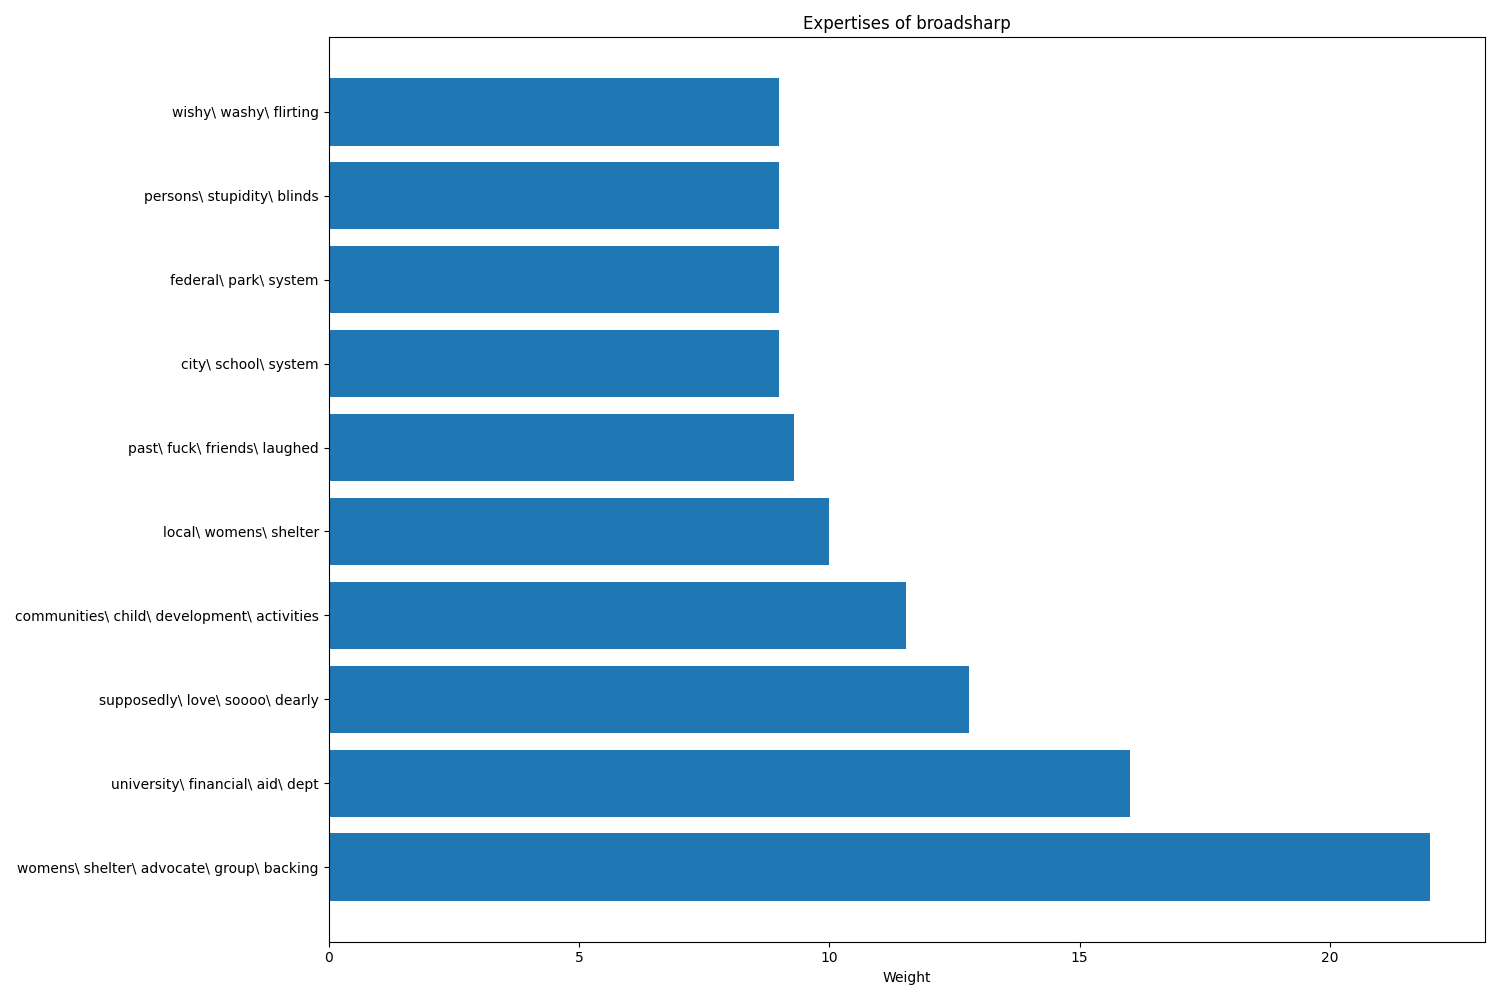 Expertises of broadsharp
wishy\ washy\ flirting
persons\ stupidity\ blinds
federal\ park\ system
city\ school\ system
past\ fuck\ friends\ laughed
local\ womens\ shelter
communities\ child\ development\ activities
supposedly\ love\ soooo\ dearly
university\ financial\ aid\ dept
womens\ shelter\ advocate\ group\ backing
0 5 10 15 20
Weight